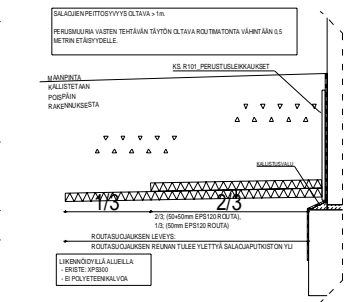 SALAOJIEN PEITTOSYVYYS OLTAVA > 1m.
PERUSMUURIA VASTEN TEHTÄVÄN TÄYTÖN OLTAVA ROUTIMATONTA VÄHINTÄÄN 0,5
METRIN ETÄISYYDELLE.
KS. R101_PERUSTUSLEIKKAUKSET
MAANPINTA
KALLISTETAAN
POISPÄIN
RAKENNUKSESTA
KALLISTUSVALU
1/3 2/3
2/3; (50+50mm EPS120 ROUTA),
1/3; (50mm EPS120 ROUTA)
ROUTASUOJAUKSEN LEVEYS:
ROUTASUOJAUKSEN REUNAN TULEE YLETTYÄ SALAOJAPUTKISTON YLI
LIIKENNÖIDYILLÄ ALUEILLA:
- ERISTE: XPS300
- EI POLYETEENIKALVOA